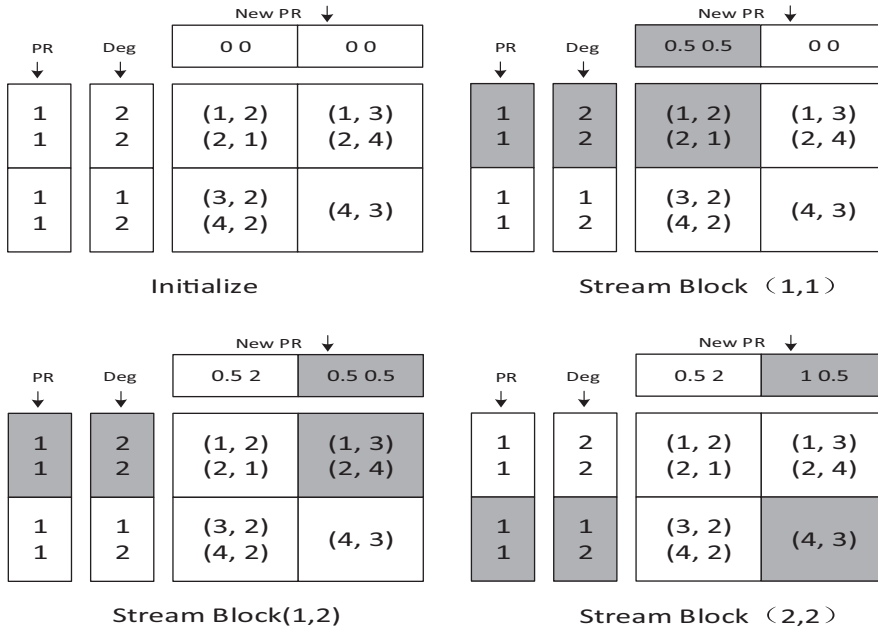 New PR
PR Deg 0 0 0 0
1 2 (1, 2) (1, 3)
1 2 (2, 1) (2, 4)
1 1 (3, 2) (4, 3)
1 2 (4, 2)
Initialize
New PR
PR Deg 0.5 0.5 0 0
1 2 (1, 2) (1, 3)
1 2 (2, 1) (2, 4)
1 1 (3, 2) (4, 3)
1 2 (4, 2)
Stream Block（1,1）
New PR
PR Deg 0.5 2 0.5 0.5
1 2 (1, 2) (1, 3)
1 2 (2, 1) (2, 4)
1 1 (3, 2) (4, 3)
1 2 (4, 2)
Stream Block(1,2)
New PR
PR Deg 0.5 2 1 0.5
1 2 (1, 2) (1, 3)
1 2 (2, 1) (2, 4)
1 1 (3, 2) (4, 3)
1 2 (4, 2)
Stream Block（2,2）